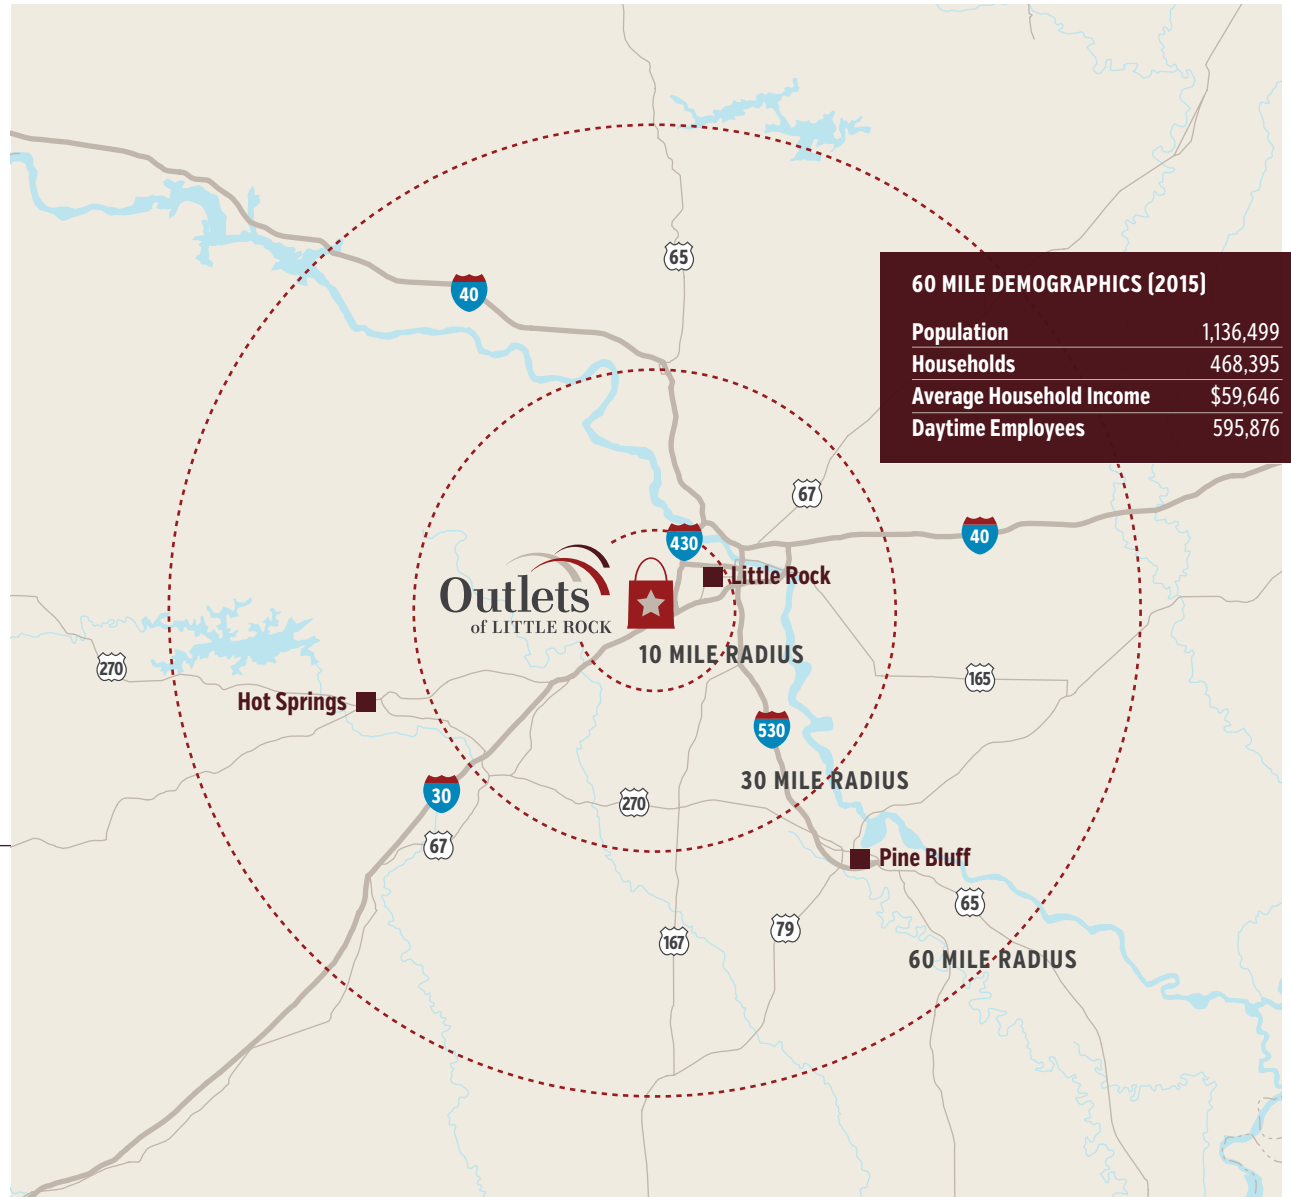 65
40
60 MILE DEMOGRAPHICS (2015)
Population 1,136,499
Households 468,395
Average Household Income $59,646
Daytime Employees 595,876
67
430
40
Little Rock
Outlets
of LITTLE ROCK
10 MILE RADIUS
270
165
Hot Springs
530
30 MILE RADIUS
30
270
67
Pine Bluff
65
79
167
60 MILE RADIUS